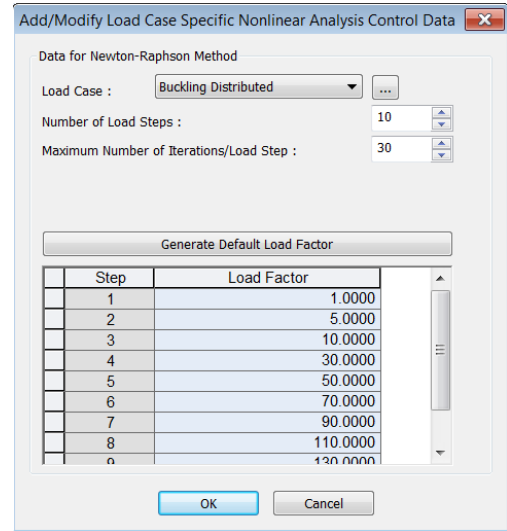 Add/Modify Load Case Specific Nonlinear Analysis Control Data
Data for Newton-Raphson Method
Load Case : Buckling Distributed ...
Number of Load Steps : 10
Maximum Number of Iterations/Load Step : 30
Generate Default Load Factor
Step Load Factor
1 1.0000
2 5.0000
3 10.0000
4 30.0000
5 50.0000
6 70.0000
7 90.0000
8 110.0000
9 130.0000
OK Cancel